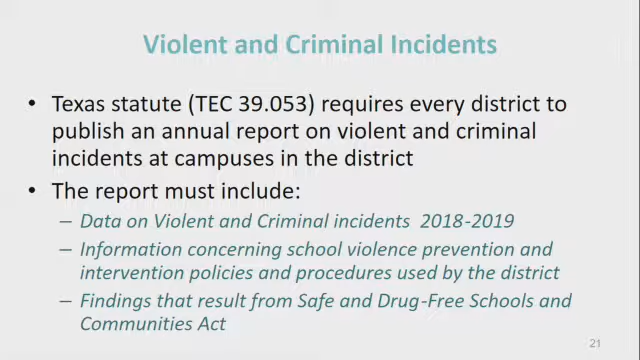 Violent and Criminal Incidents
• Texas statute (TEC 39.053) requires every district to
publish an annual report on violent and criminal
incidents at campuses in the district
• The report must include:
– Data on Violent and Criminal incidents 2018-2019
– Information concerning school violence prevention and
intervention policies and procedures used by the district
– Findings that result from Safe and Drug-Free Schools and
Communities Act
21